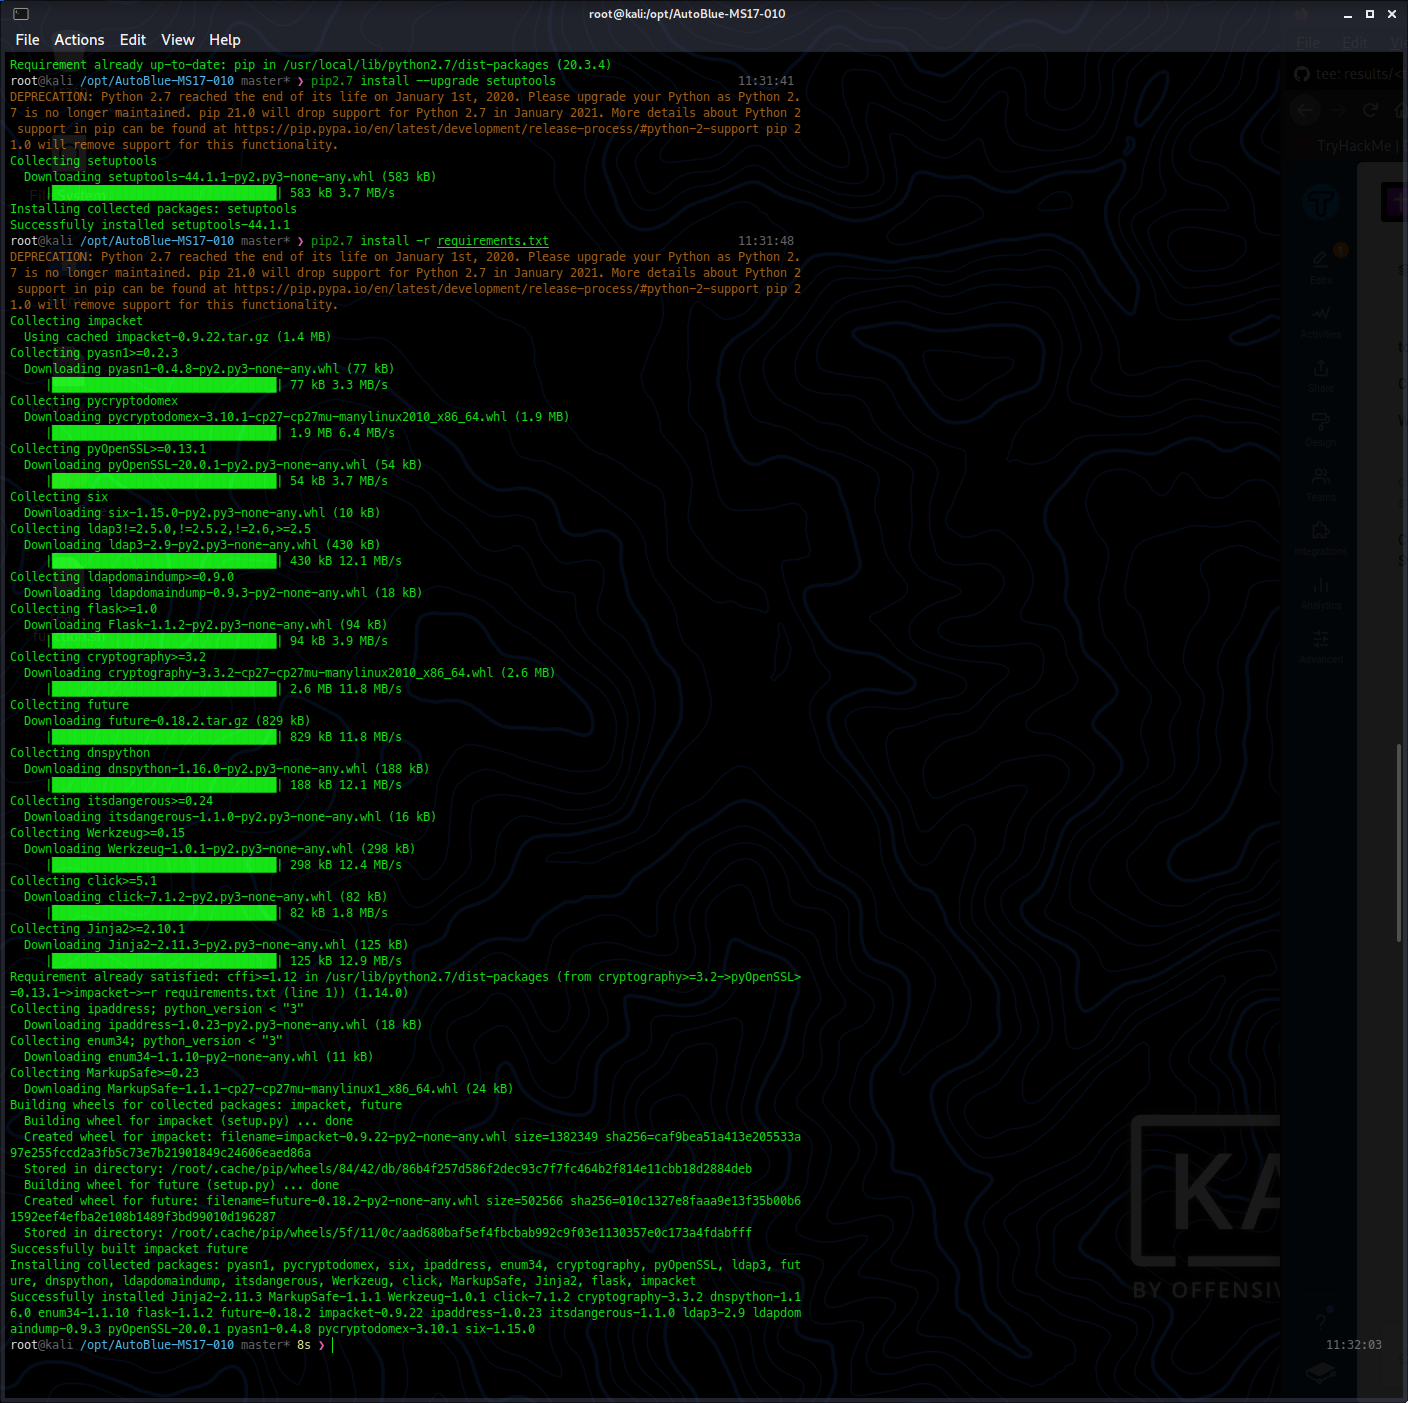 root@kali:/opt/AutoBlue-MS17-010
File Actions Edit View Help
Requirement already up-to-date: pip in /usr/local/lib/python2.7/dist-packages (20.3.4)
root@kali /opt/AutoBlue-MS17-010 master* ❯ pip2.7 install --upgrade setuptools 11:31:41
DEPRECATION: Python 2.7 reached the end of its life on January 1st, 2020. Please upgrade your Python as Python 2.
7 is no longer maintained. pip 21.0 will drop support for Python 2.7 in January 2021. More details about Python 2
support in pip can be found at https://pip.pypa.io/en/latest/development/release-process/#python-2-support pip 2
1.0 will remove support for this functionality.
Collecting setuptools
Downloading setuptools-44.1.1-py2.py3-none-any.whl (583 kB)
|████████████████████████████████| 583 kB 3.7 MB/s
Installing collected packages: setuptools
Successfully installed setuptools-44.1.1
root@kali /opt/AutoBlue-MS17-010 master* ❯ pip2.7 install -r requirements.txt 11:31:48
DEPRECATION: Python 2.7 reached the end of its life on January 1st, 2020. Please upgrade your Python as Python 2.
7 is no longer maintained. pip 21.0 will drop support for Python 2.7 in January 2021. More details about Python 2
support in pip can be found at https://pip.pypa.io/en/latest/development/release-process/#python-2-support pip 2
1.0 will remove support for this functionality.
Collecting impacket
Using cached impacket-0.9.22.tar.gz (1.4 MB)
Collecting pyasn1>=0.2.3
Downloading pyasn1-0.4.8-py2.py3-none-any.whl (77 kB)
|████████████████████████████████| 77 kB 3.3 MB/s
Collecting pycryptodomex
Downloading pycryptodomex-3.10.1-cp27-cp27mu-manylinux2010_x86_64.whl (1.9 MB)
|████████████████████████████████| 1.9 MB 6.4 MB/s
Collecting pyOpenSSL>=0.13.1
Downloading pyOpenSSL-20.0.1-py2.py3-none-any.whl (54 kB)
|████████████████████████████████| 54 kB 3.7 MB/s
Collecting six
Downloading six-1.15.0-py2.py3-none-any.whl (10 kB)
Collecting ldap3!=2.5.0,!=2.5.2,!=2.6,>=2.5
Downloading ldap3-2.9-py2.py3-none-any.whl (430 kB)
|████████████████████████████████| 430 kB 12.1 MB/s
Collecting ldapdomaindump>=0.9.0
Downloading ldapdomaindump-0.9.3-py2-none-any.whl (18 kB)
Collecting flask>=1.0
Downloading Flask-1.1.2-py2.py3-none-any.whl (94 kB)
|████████████████████████████████| 94 kB 3.9 MB/s
Collecting cryptography>=3.2
Downloading cryptography-3.3.2-cp27-cp27mu-manylinux2010_x86_64.whl (2.6 MB)
|████████████████████████████████| 2.6 MB 11.8 MB/s
Collecting future
Downloading future-0.18.2.tar.gz (829 kB)
|████████████████████████████████| 829 kB 11.8 MB/s
Collecting dnspython
Downloading dnspython-1.16.0-py2.py3-none-any.whl (188 kB)
|████████████████████████████████| 188 kB 12.1 MB/s
Collecting itsdangerous>=0.24
Downloading itsdangerous-1.1.0-py2.py3-none-any.whl (16 kB)
Collecting Werkzeug>=0.15
Downloading Werkzeug-1.0.1-py2.py3-none-any.whl (298 kB)
|████████████████████████████████| 298 kB 12.4 MB/s
Collecting click>=5.1
Downloading click-7.1.2-py2.py3-none-any.whl (82 kB)
|████████████████████████████████| 82 kB 1.8 MB/s
Collecting Jinja2>=2.10.1
Downloading Jinja2-2.11.3-py2.py3-none-any.whl (125 kB)
|████████████████████████████████| 125 kB 12.9 MB/s
Requirement already satisfied: cffi>=1.12 in /usr/lib/python2.7/dist-packages (from cryptography>=3.2->pyOpenSSL>
=0.13.1->impacket->-r requirements.txt (line 1)) (1.14.0)
Collecting ipaddress; python_version < "3"
Downloading ipaddress-1.0.23-py2.py3-none-any.whl (18 kB)
Collecting enum34; python_version < "3"
Downloading enum34-1.1.10-py2-none-any.whl (11 kB)
Collecting MarkupSafe>=0.23
Downloading MarkupSafe-1.1.1-cp27-cp27mu-manylinux1_x86_64.whl (24 kB)
Building wheels for collected packages: impacket, future
Building wheel for impacket (setup.py) ... done
Created wheel for impacket: filename=impacket-0.9.22-py2-none-any.whl size=1382349 sha256=caf9bea51a413e205533a
97e255fccd2a3fb5c73e7b21901849c24606eaed86a
Stored in directory: /root/.cache/pip/wheels/84/42/db/86b4f257d586f2dec93c7f7fc464b2f814e11cbb18d2884deb
Building wheel for future (setup.py) ... done
Created wheel for future: filename=future-0.18.2-py2-none-any.whl size=502566 sha256=010c1327e8faaa9e13f35b00b6
1592eef4efba2e108b1489f3bd99010d196287
Stored in directory: /root/.cache/pip/wheels/5f/11/0c/aad680baf5ef4fbcbab992c9f03e1130357e0c173a4fdabfff
Successfully built impacket future
Installing collected packages: pyasn1, pycryptodomex, six, ipaddress, enum34, cryptography, pyOpenSSL, ldap3, fut
ure, dnspython, ldapdomaindump, itsdangerous, Werkzeug, click, MarkupSafe, Jinja2, flask, impacket
Successfully installed Jinja2-2.11.3 MarkupSafe-1.1.1 Werkzeug-1.0.1 click-7.1.2 cryptography-3.3.2 dnspython-1.1
6.0 enum34-1.1.10 flask-1.1.2 future-0.18.2 impacket-0.9.22 ipaddress-1.0.23 itsdangerous-1.1.0 ldap3-2.9 ldapdom
aindump-0.9.3 pyOpenSSL-20.0.1 pyasn1-0.4.8 pycryptodomex-3.10.1 six-1.15.0
root@kali /opt/AutoBlue-MS17-010 master* 8s ❯ 11:32:03
File Edit
tee: results/
TryHackMe |
Edits
Activities
Share
Design
Teams
Integrations
Analytics
Advanced
KA
BY OFFENSIV